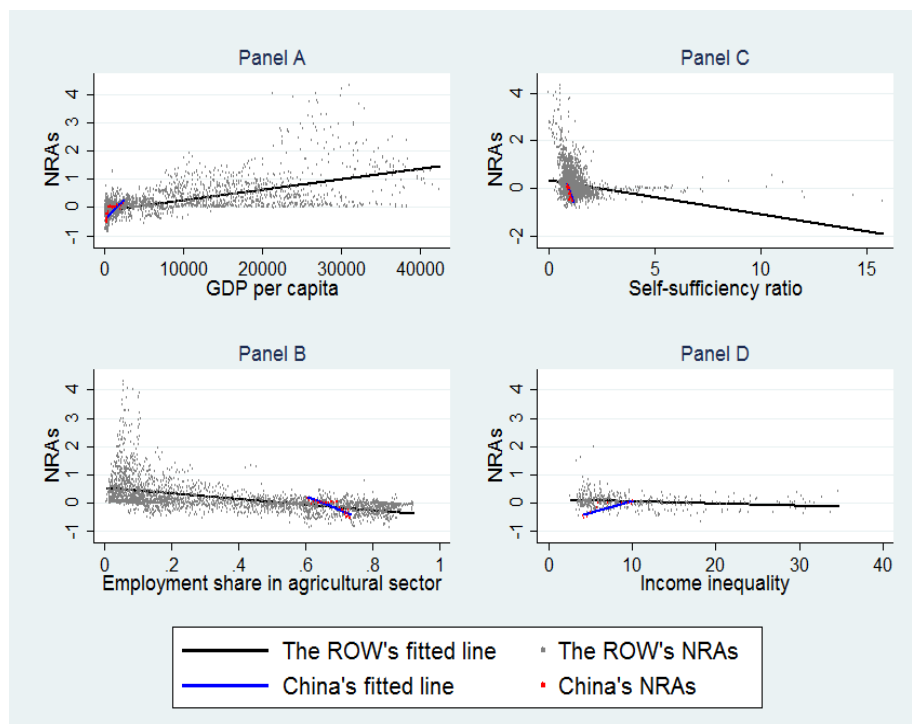 Panel A
NRAs
4
3
2
1
0
-1
0 10000 20000 30000 40000
GDP per capita
Panel C
NRAs
4
2
0
-2
0 5 10 15
Self-sufficiency ratio
Panel B
NRAs
4
3
2
1
0
-1
0 .2 .4 .6 .8 1
Employment share in agricultural sector
Panel D
NRAs
4
3
2
1
0
-1
0 10 20 30 40
Income inequality
The ROW's fitted line The ROW's NRAs
China's fitted line China's NRAs